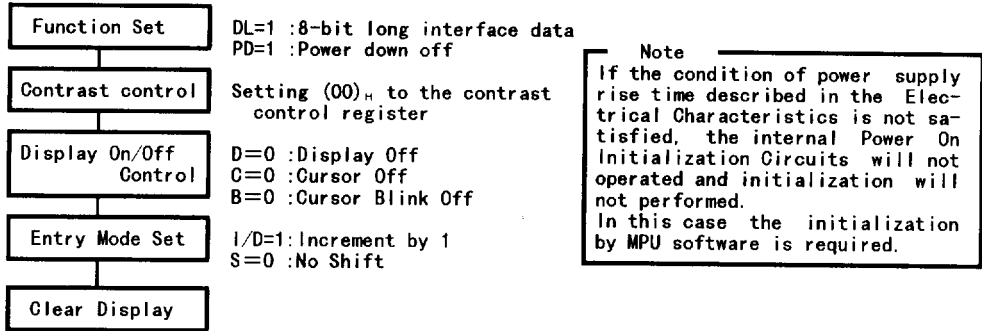 Function Set
DL=1 :8-bit long interface data
PD=1 :Power down off
Contrast control
Setting (00)H to the contrast
control register
Display On/Off
Control
D=0 :Display Off
C=0 :Cursor Off
B=0 :Cursor Blink Off
Entry Mode Set
I/D=1:Increment by 1
S=0 :No Shift
Clear Display
Note
If the condition of power supply
rise time described in the Elec-
trical Characteristics is not sa-
tisfied, the internal Power On
Initialization Circuits will not
operated and initialization will
not performed.
In this case the initialization
by MPU software is required.